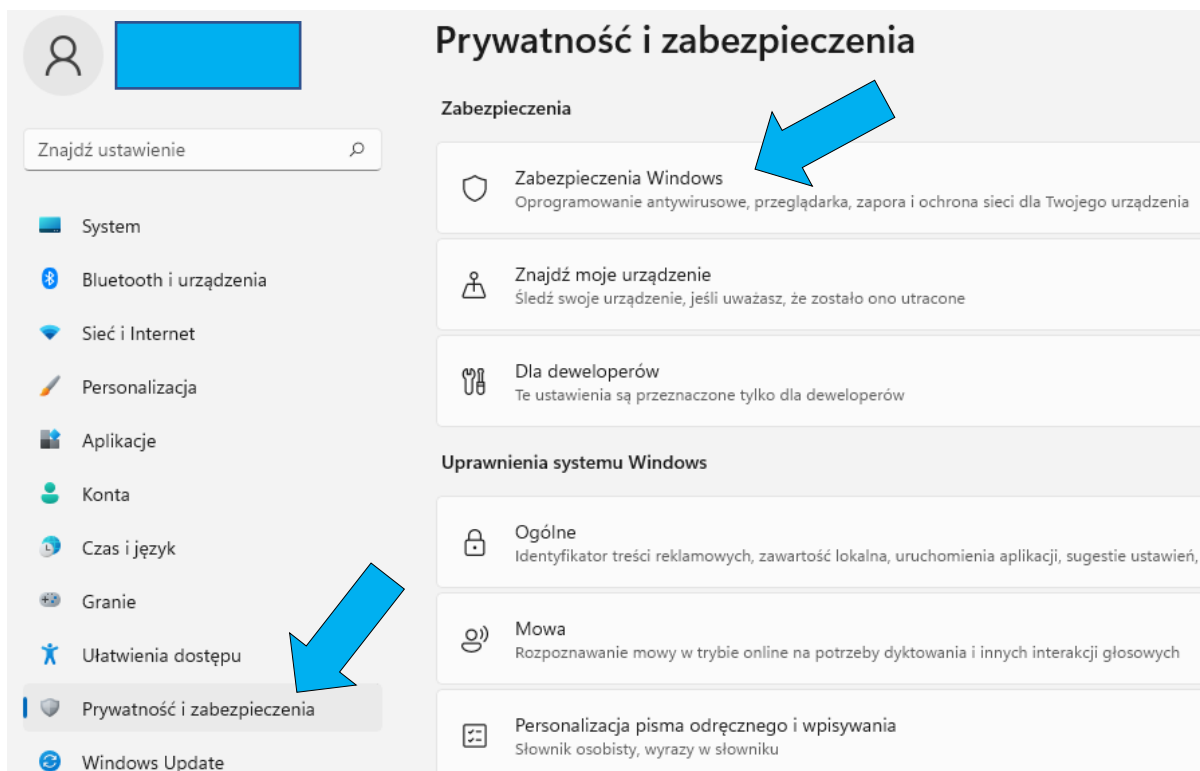 Znajdź ustawienie
System
Bluetooth i urządzenia
Sieć i Internet
Personalizacja
Aplikacje
Konta
Czas i język
Granie
Ułatwienia dostępu
Prywatność i zabezpieczenia
Windows Update
Prywatność i zabezpieczenia
Zabezpieczenia
Zabezpieczenia Windows
Oprogramowanie antywirusowe, przeglądarka, zapora i ochrona sieci dla Twojego urządzenia
Znajdź moje urządzenie
Śledź swoje urządzenie, jeśli uważasz, że zostało ono utracone
Dla deweloperów
Te ustawienia są przeznaczone tylko dla deweloperów
Uprawnienia systemu Windows
Ogólne
Identyfikator treści reklamowych, zawartość lokalna, uruchomienia aplikacji, sugestie ustawień,
Mowa
Rozpoznawanie mowy w trybie online na potrzeby dyktowania i innych interakcji głosowych
Personalizacja pisma odręcznego i wpisywania
Słownik osobisty, wyrazy w słowniku